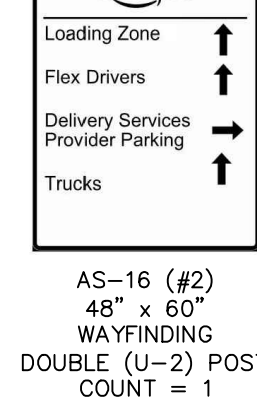 Loading Zone ↑
Flex Drivers ↑
Delivery Services
Provider Parking →
Trucks ↑
AS-16 (#2)
48" x 60"
WAYFINDING
DOUBLE (U-2) POST
COUNT = 1